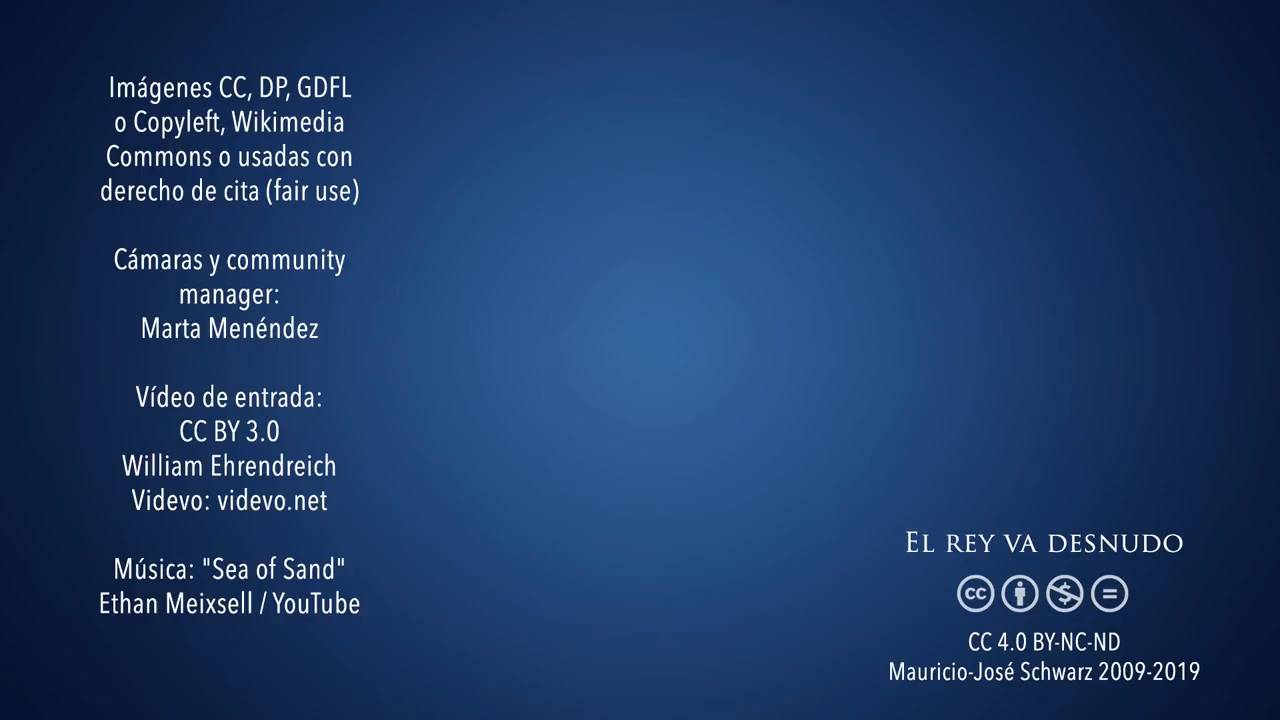 Imágenes CC, DP, GDFL
o Copyleft, Wikimedia
Commons o usadas con
derecho de cita (fair use)
Cámaras y community
manager:
Marta Menéndez
Vídeo de entrada:
CC BY 3.0
William Ehrendreich
Videvo: videvo.net
Música: "Sea of Sand"
Ethan Meixsell / YouTube
EL REY VA DESNUDO
cc
CC 4.0 BY-NC-ND
Mauricio-José Schwarz 2009-2019